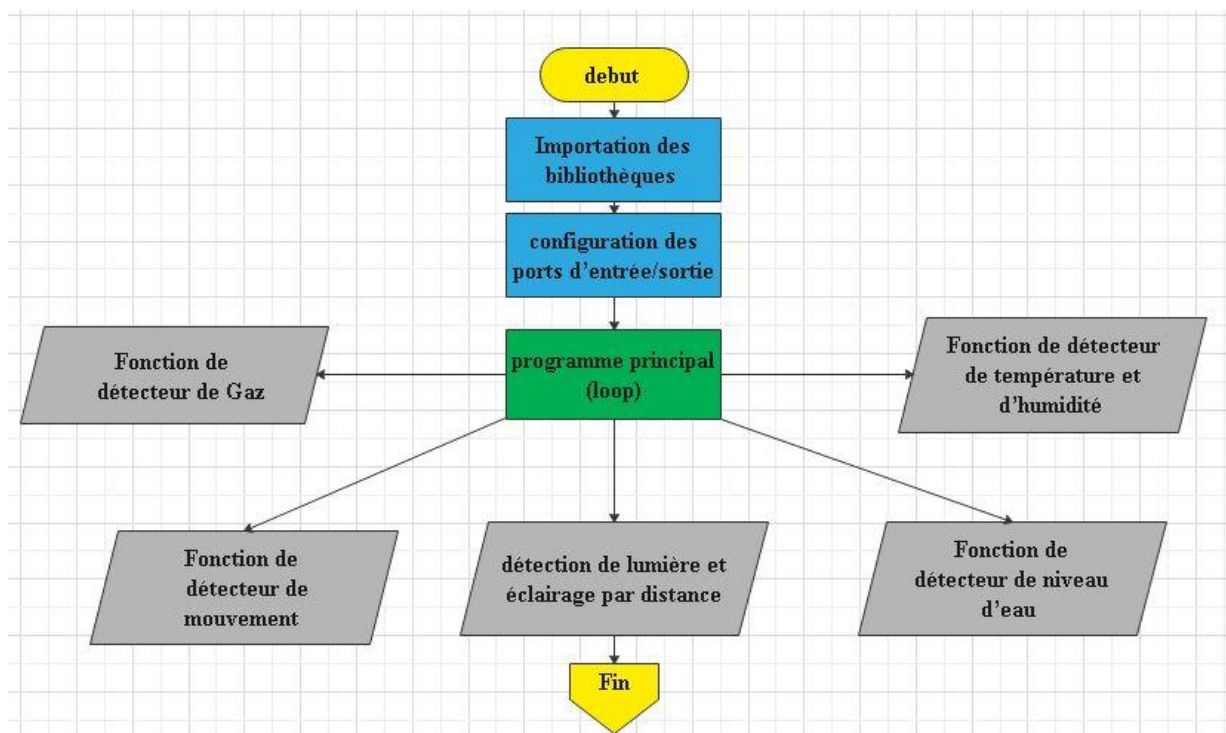 debut
Importation des
bibliothèques
configuration des
ports d'entrée/sortie
programme principal
(loop)
Fonction de
détecteur de Gaz
Fonction de détecteur
de température et
d'humidité
Fonction de
détecteur de
mouvement
détection de lumière et
éclairage par distance
Fonction de
détecteur de niveau
d'eau
Fin